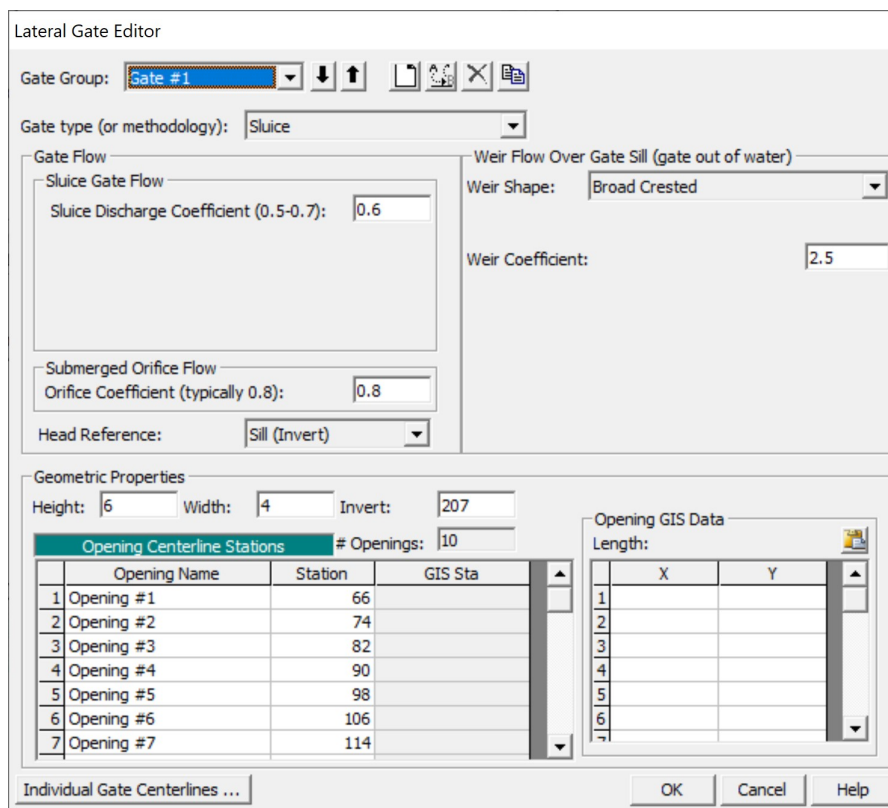 Lateral Gate Editor
Gate Group: Gate #1
Gate type (or methodology): Sluice
Gate Flow
Sluice Gate Flow
Sluice Discharge Coefficient (0.5-0.7): 0.6
Submerged Orifice Flow
Orifice Coefficient (typically 0.8): 0.8
Head Reference: Sill (Invert)
Weir Flow Over Gate Sill (gate out of water)
Weir Shape: Broad Crested
Weir Coefficient: 2.5
Geometric Properties
Height: 6 Width: 4 Invert: 207
Opening Centerline Stations # Openings: 10
Opening Name Station GIS Sta
1 Opening #1 66
2 Opening #2 74
3 Opening #3 82
4 Opening #4 90
5 Opening #5 98
6 Opening #6 106
7 Opening #7 114
Opening GIS Data
Length:
X Y
1
2
3
4
5
6
7
Individual Gate Centerlines ... OK Cancel Help